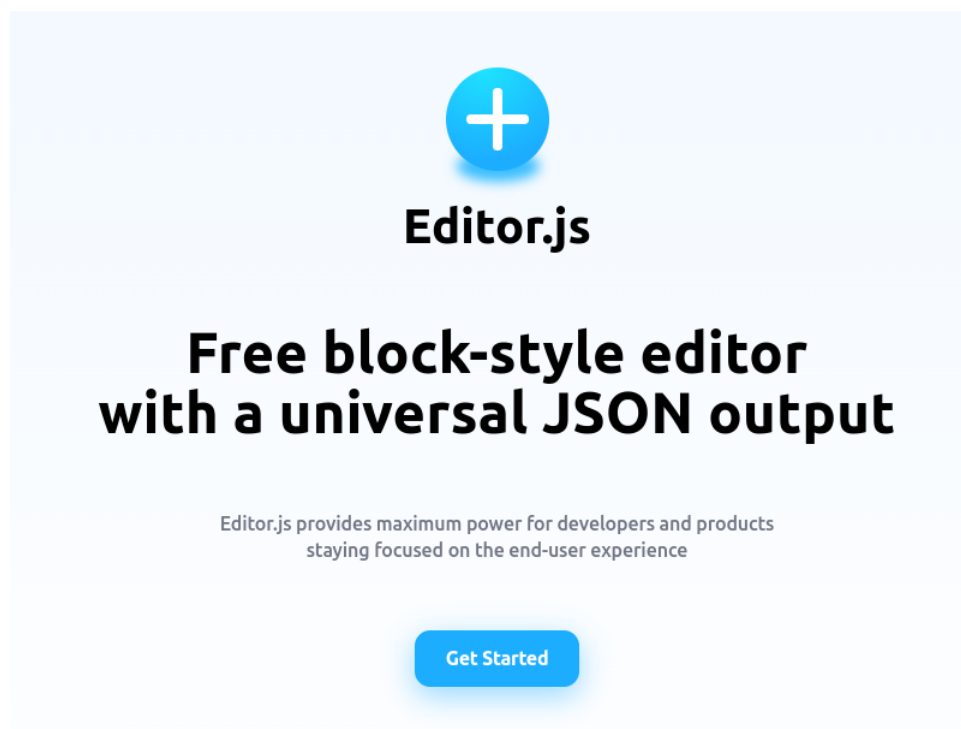 Editor.js
Free block-style editor
with a universal JSON output
Editor.js provides maximum power for developers and products
staying focused on the end-user experience
Get Started